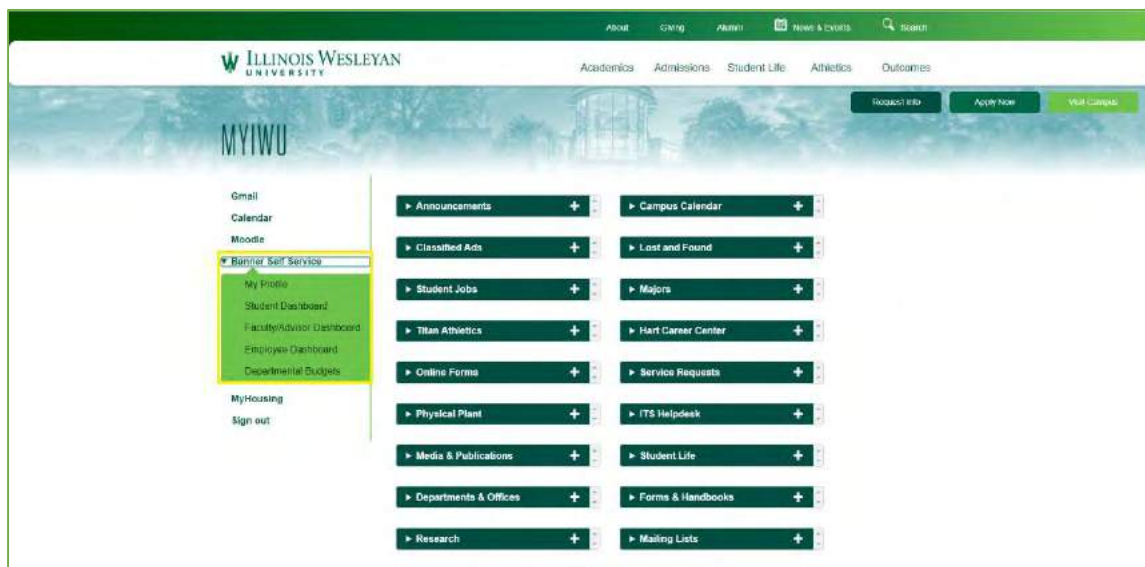 About Giving Alumni News & Events Search
ILLINOIS WESLEYAN
UNIVERSITY
Academics Admissions Student Life Athletics Outcomes
Request Info Apply Now Visit Campus
MYIWU
Gmail
Calendar
Moodle
Banner Self Service
My Profile
Student Dashboard
Faculty/Advisor Dashboard
Employee Dashboard
Departmental Budgets
MyHousing
Sign out
Announcements
Campus Calendar
Classified Ads
Lost and Found
Student Jobs
Majors
Titan Athletics
Hart Career Center
Online Forms
Service Requests
Physical Plant
ITS Helpdesk
Media & Publications
Student Life
Departments & Offices
Forms & Handbooks
Research
Mailing Lists